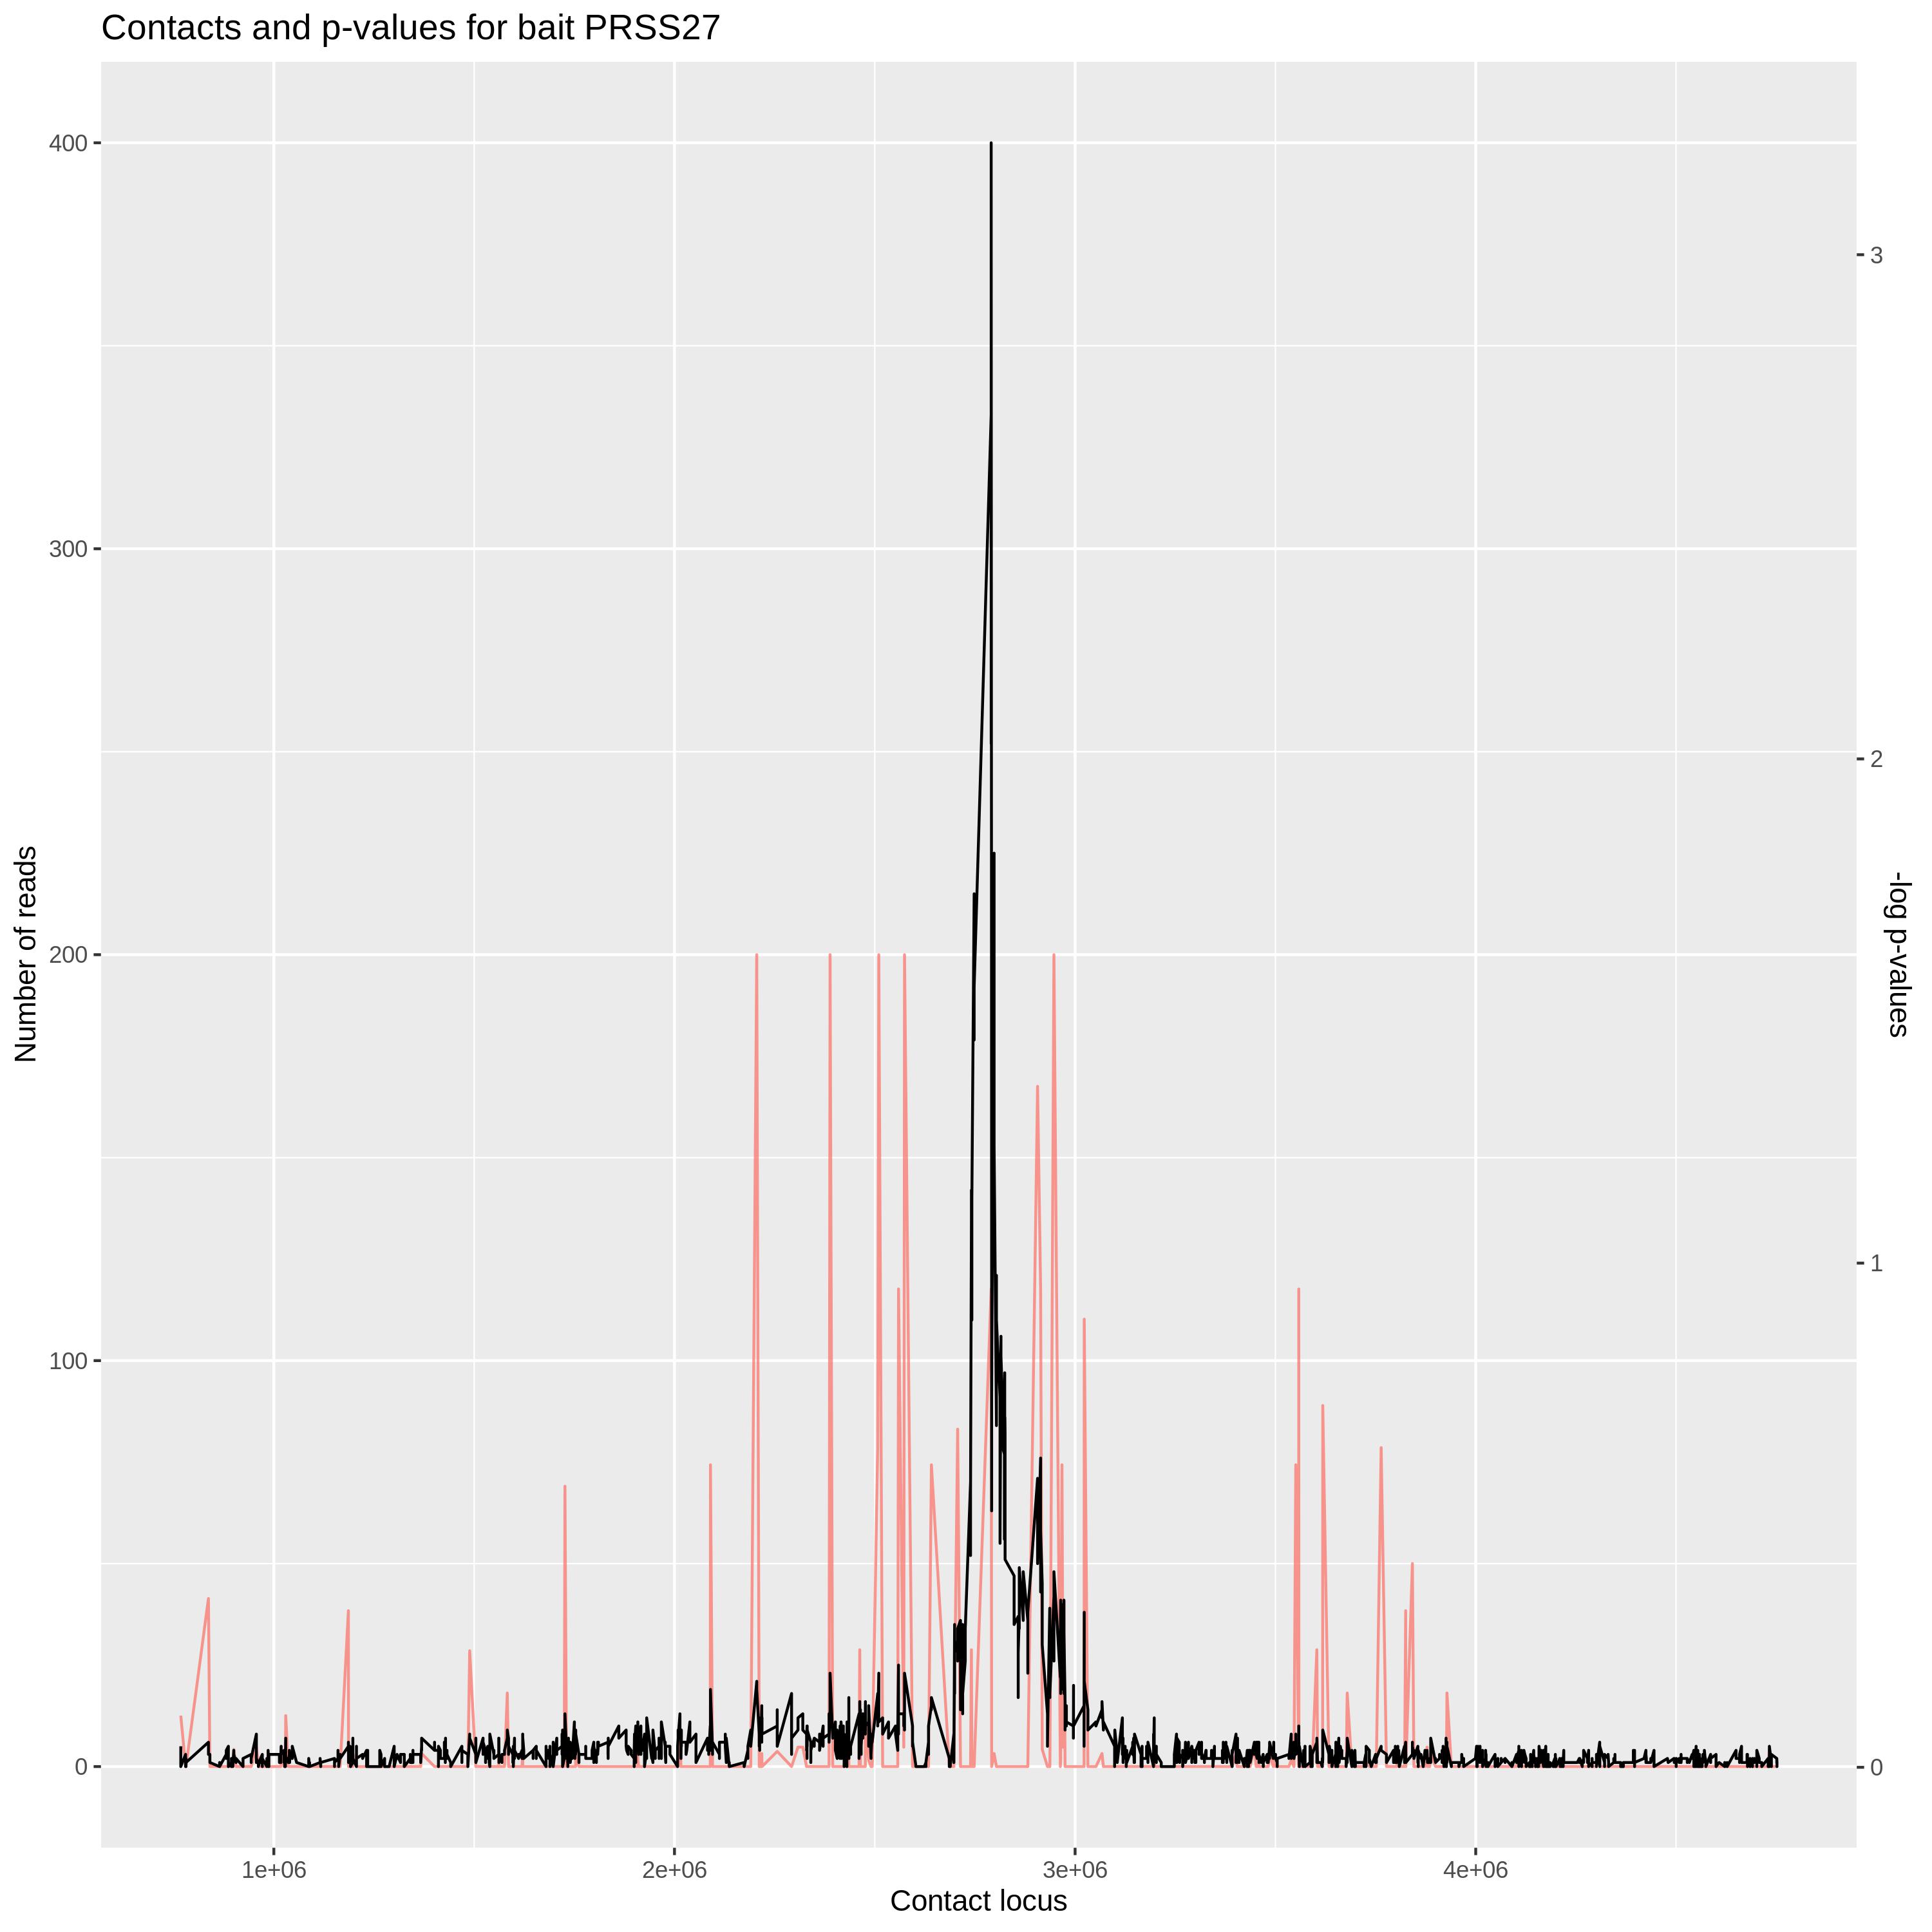 Contacts and p-values for bait PRSS27
400
300
200
100
0
3
2
1
0
Number of reads
-log p-values
1e+06
2e+06
3e+06
4e+06
Contact locus